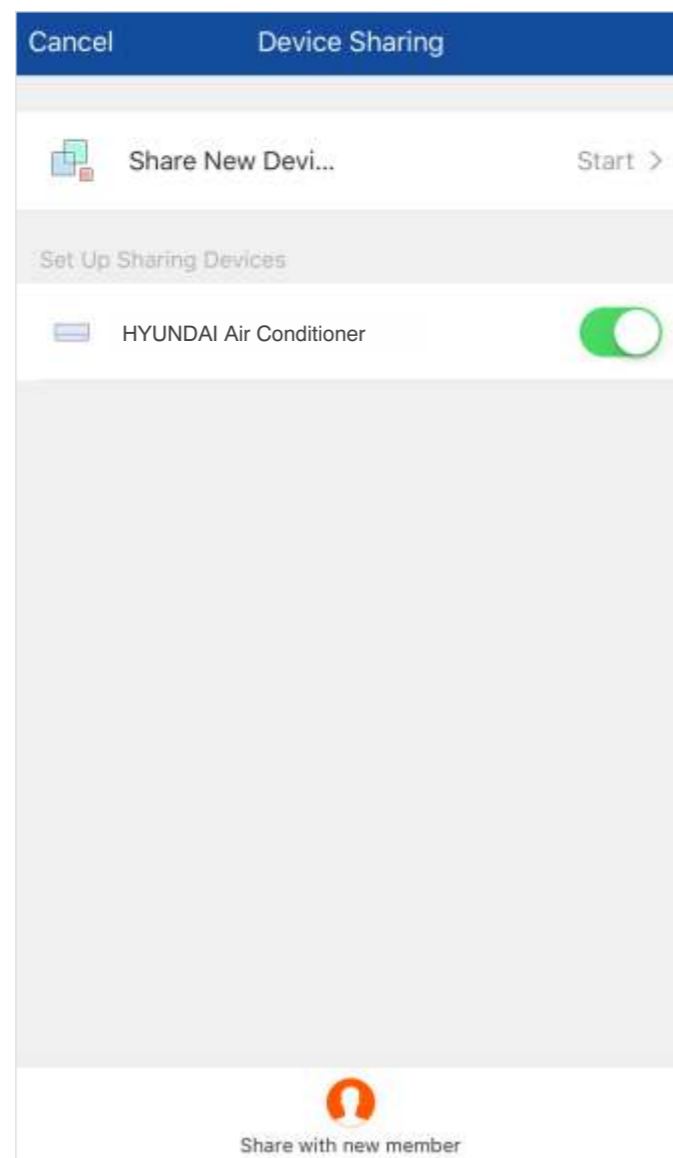 Cancel Device Sharing
Share New Devi... Start >
Set Up Sharing Devices
HYUNDAI Air Conditioner
Share with new member